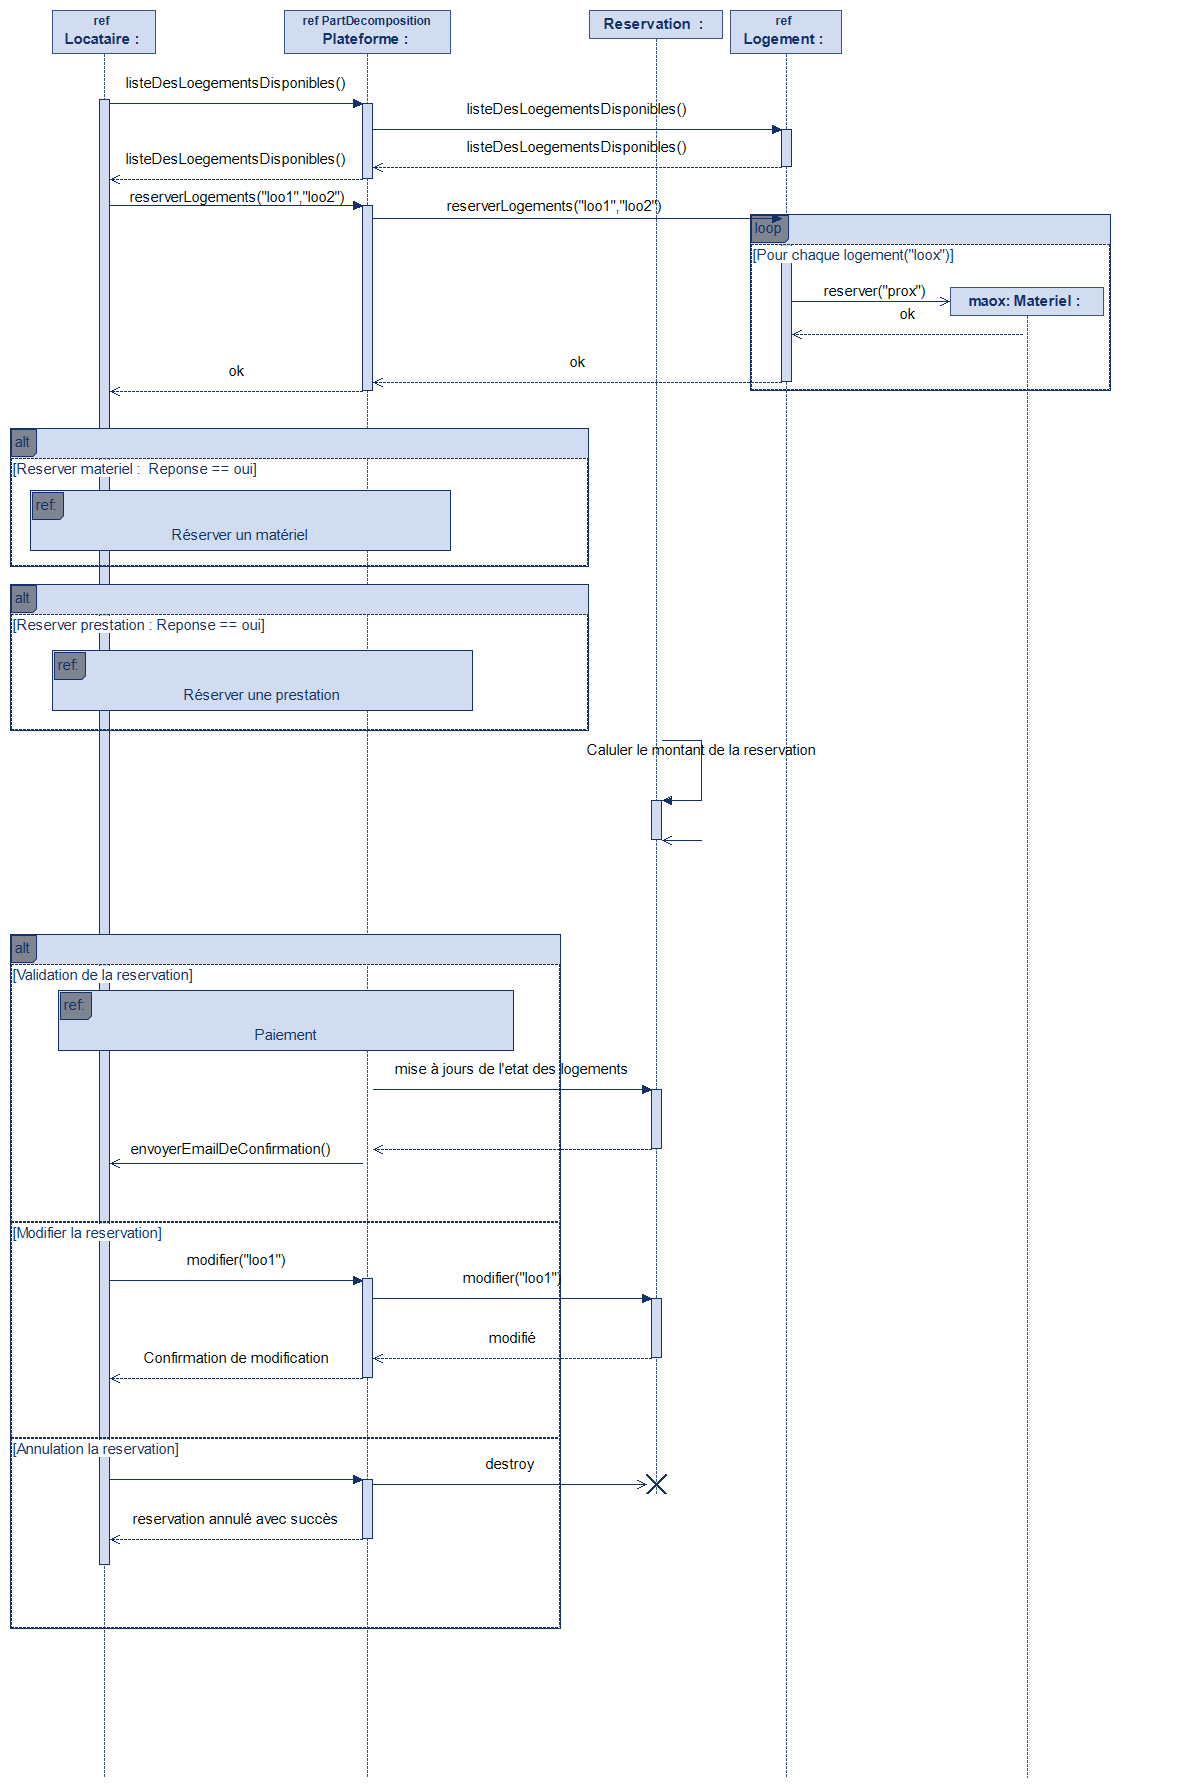 ref
Locataire :
ref PartDecomposition
Plateforme :
Reservation :
ref
Logement :
listeDesLoegementsDisponibles()
listeDesLoegementsDisponibles()
listeDesLoegementsDisponibles()
listeDesLoegementsDisponibles()
reserverLogements("loo1","loo2")
reserverLogements("loo1","loo2")
loop
[Pour chaque logement("loox")]
reserver("prox")
maox: Materiel :
ok
ok
ok
alt
[Reserver materiel : Reponse == oui]
ref:
Réserver un matériel
alt
[Reserver prestation : Reponse == oui]
ref:
Réserver une prestation
Caluler le montant de la reservation
alt
[Validation de la reservation]
ref:
Paiement
mise à jours de l'etat des logements
envoyerEmailDeConfirmation()
[Modifier la reservation]
modifier("loo1")
modifier("loo1")
modifié
Confirmation de modification
[Annulation la reservation]
destroy
reservation annulé avec succès